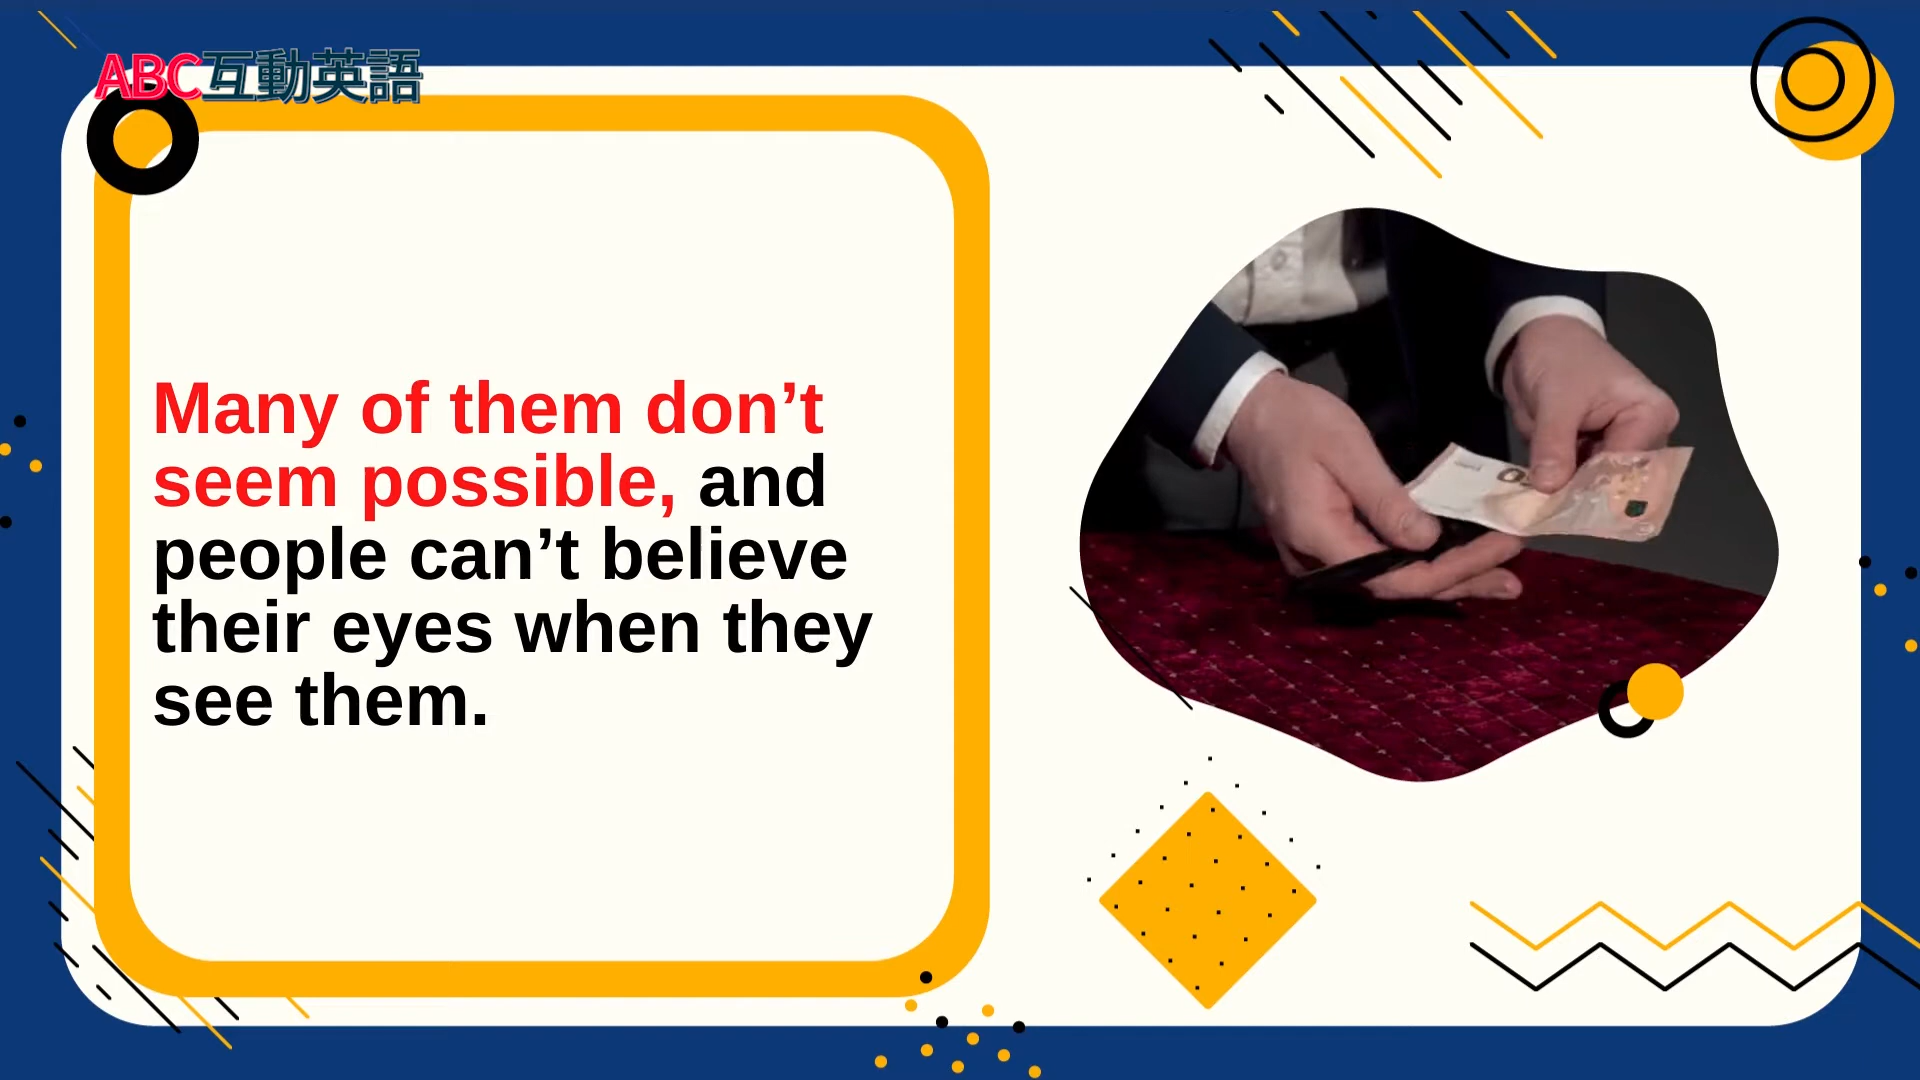 ABC互動英語
Many of them don’t
seem possible, and
people can’t believe
their eyes when they
see them.